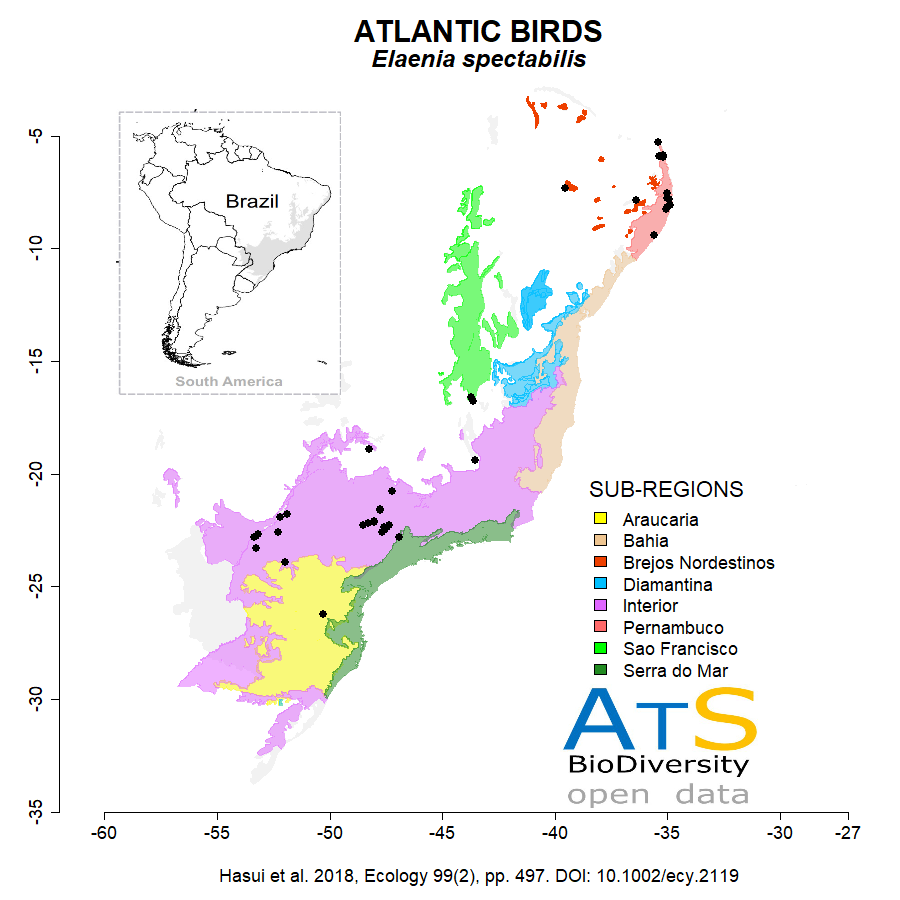 ATLANTIC BIRDS
Elaenia spectabilis
-5
-10
-15
-20
-25
-30
-35
Brazil
South America
SUB-REGIONS
Araucaria
Bahia
Brejos Nordestinos
Diamantina
Interior
Pernambuco
Sao Francisco
Serra do Mar
ATS
BioDiversity
open data
-60 -55 -50 -45 -40 -35 -30 -27
Hasui et al. 2018, Ecology 99(2), pp. 497. DOI: 10.1002/ecy.2119